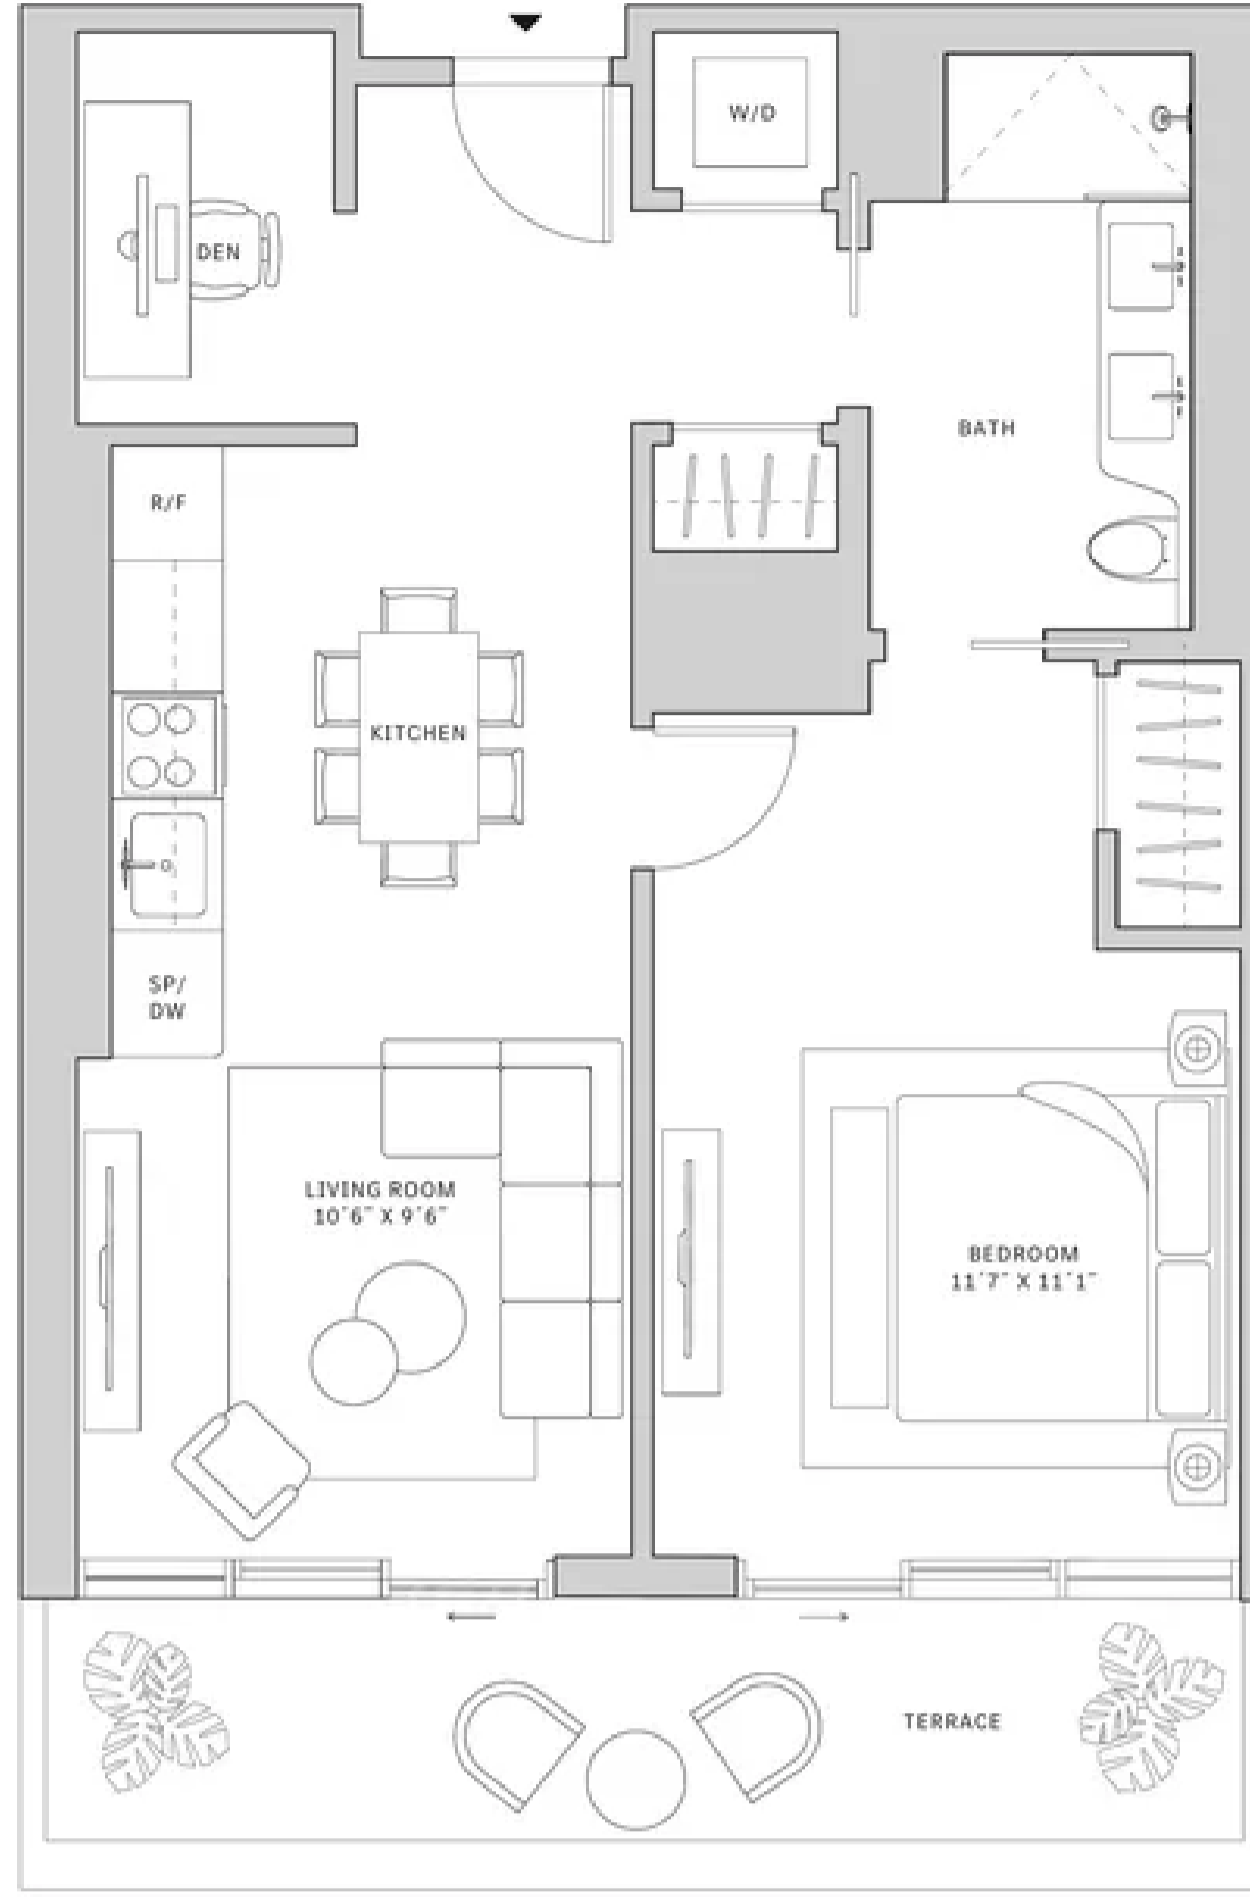 W/D
DEN
BATH
R/F
KITCHEN
SP/
DW
LIVING ROOM
10'6" X 9'6"
BEDROOM
11'7" X 11'1"
TERRACE